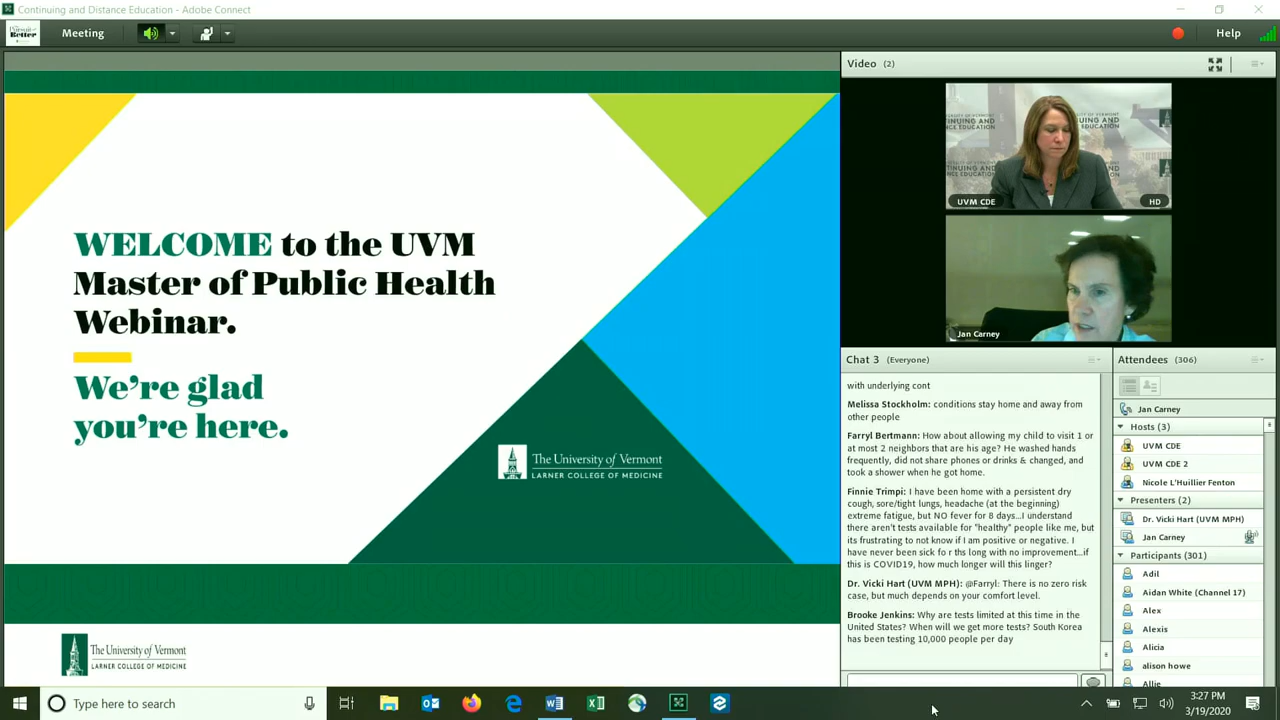 Continuing and Distance Education - Adobe Connect
Meeting
Help
WELCOME to the UVM
Master of Public Health
Webinar.
We're glad
you're here.
The University of Vermont
LARNER COLLEGE OF MEDICINE
The University of Vermont
LARNER COLLEGE OF MEDICINE
Video (2)
UVM CDE
HD
Jan Carney
Chat 3 (Everyone)
with underlying cont
Melissa Stockholm: conditions stay home and away from
other people
Farryl Bertmann: How about allowing my child to visit 1 or
at most 2 neighbors that are his age? He washed hands
frequently, did not share phones or drinks & changed, and
took a shower when he got home.
Finnie Trimpi: I have been home with a persistent dry
cough, sore/tight lungs, headache (at the beginning)
extreme fatigue, but NO fever for 8 days...I understand
there aren't tests available for "healthy" people like me, but
its frustrating to not know if I am positive or negative. I
have never been sick fo r ths long with no improvement...if
this is COVID19, how much longer will this linger?
Dr. Vicki Hart (UVM MPH): @Farryl: There is no zero risk
case, but much depends on your comfort level.
Brooke Jenkins: Why are tests limited at this time in the
United States? When will we get more tests? South Korea
has been testing 10,000 people per day
Attendees (306)
Jan Carney
Hosts (3)
UVM CDE
UVM CDE 2
Nicole L'Huillier Fenton
Presenters (2)
Dr. Vicki Hart (UVM MPH)
Jan Carney
Participants (301)
Adil
Aidan White (Channel 17)
Alex
Alexis
Alicia
alison howe
Allie
Type here to search
3:27 PM
3/19/2020